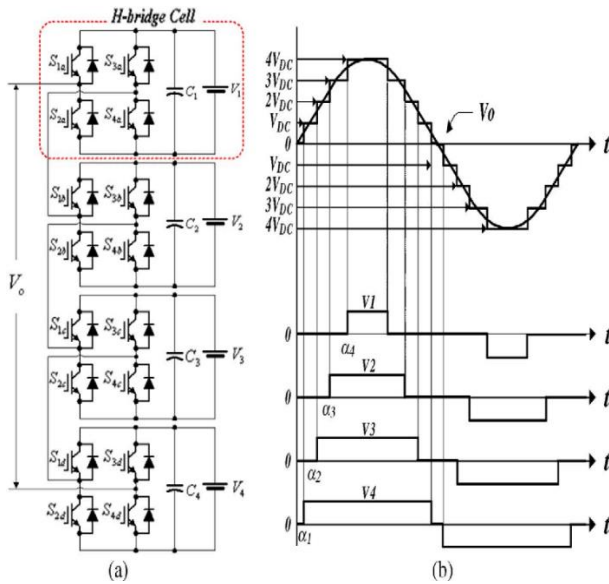 H-bridge Cell
S1a
S3a
C1
V1
S2a
S4a
S1b
S3b
C2
V2
S2b
S4b
Vo
S1c
S3c
C3
V3
S2c
S4c
S1d
S3d
C4
V4
S2d
S4d
(a)
4VDC
3VDC
2VDC
VDC
0
t
VDC
2VDC
3VDC
4VDC
V0
V1
0
t
α4
V2
0
t
α3
V3
0
t
α2
V4
0
t
α1
(b)